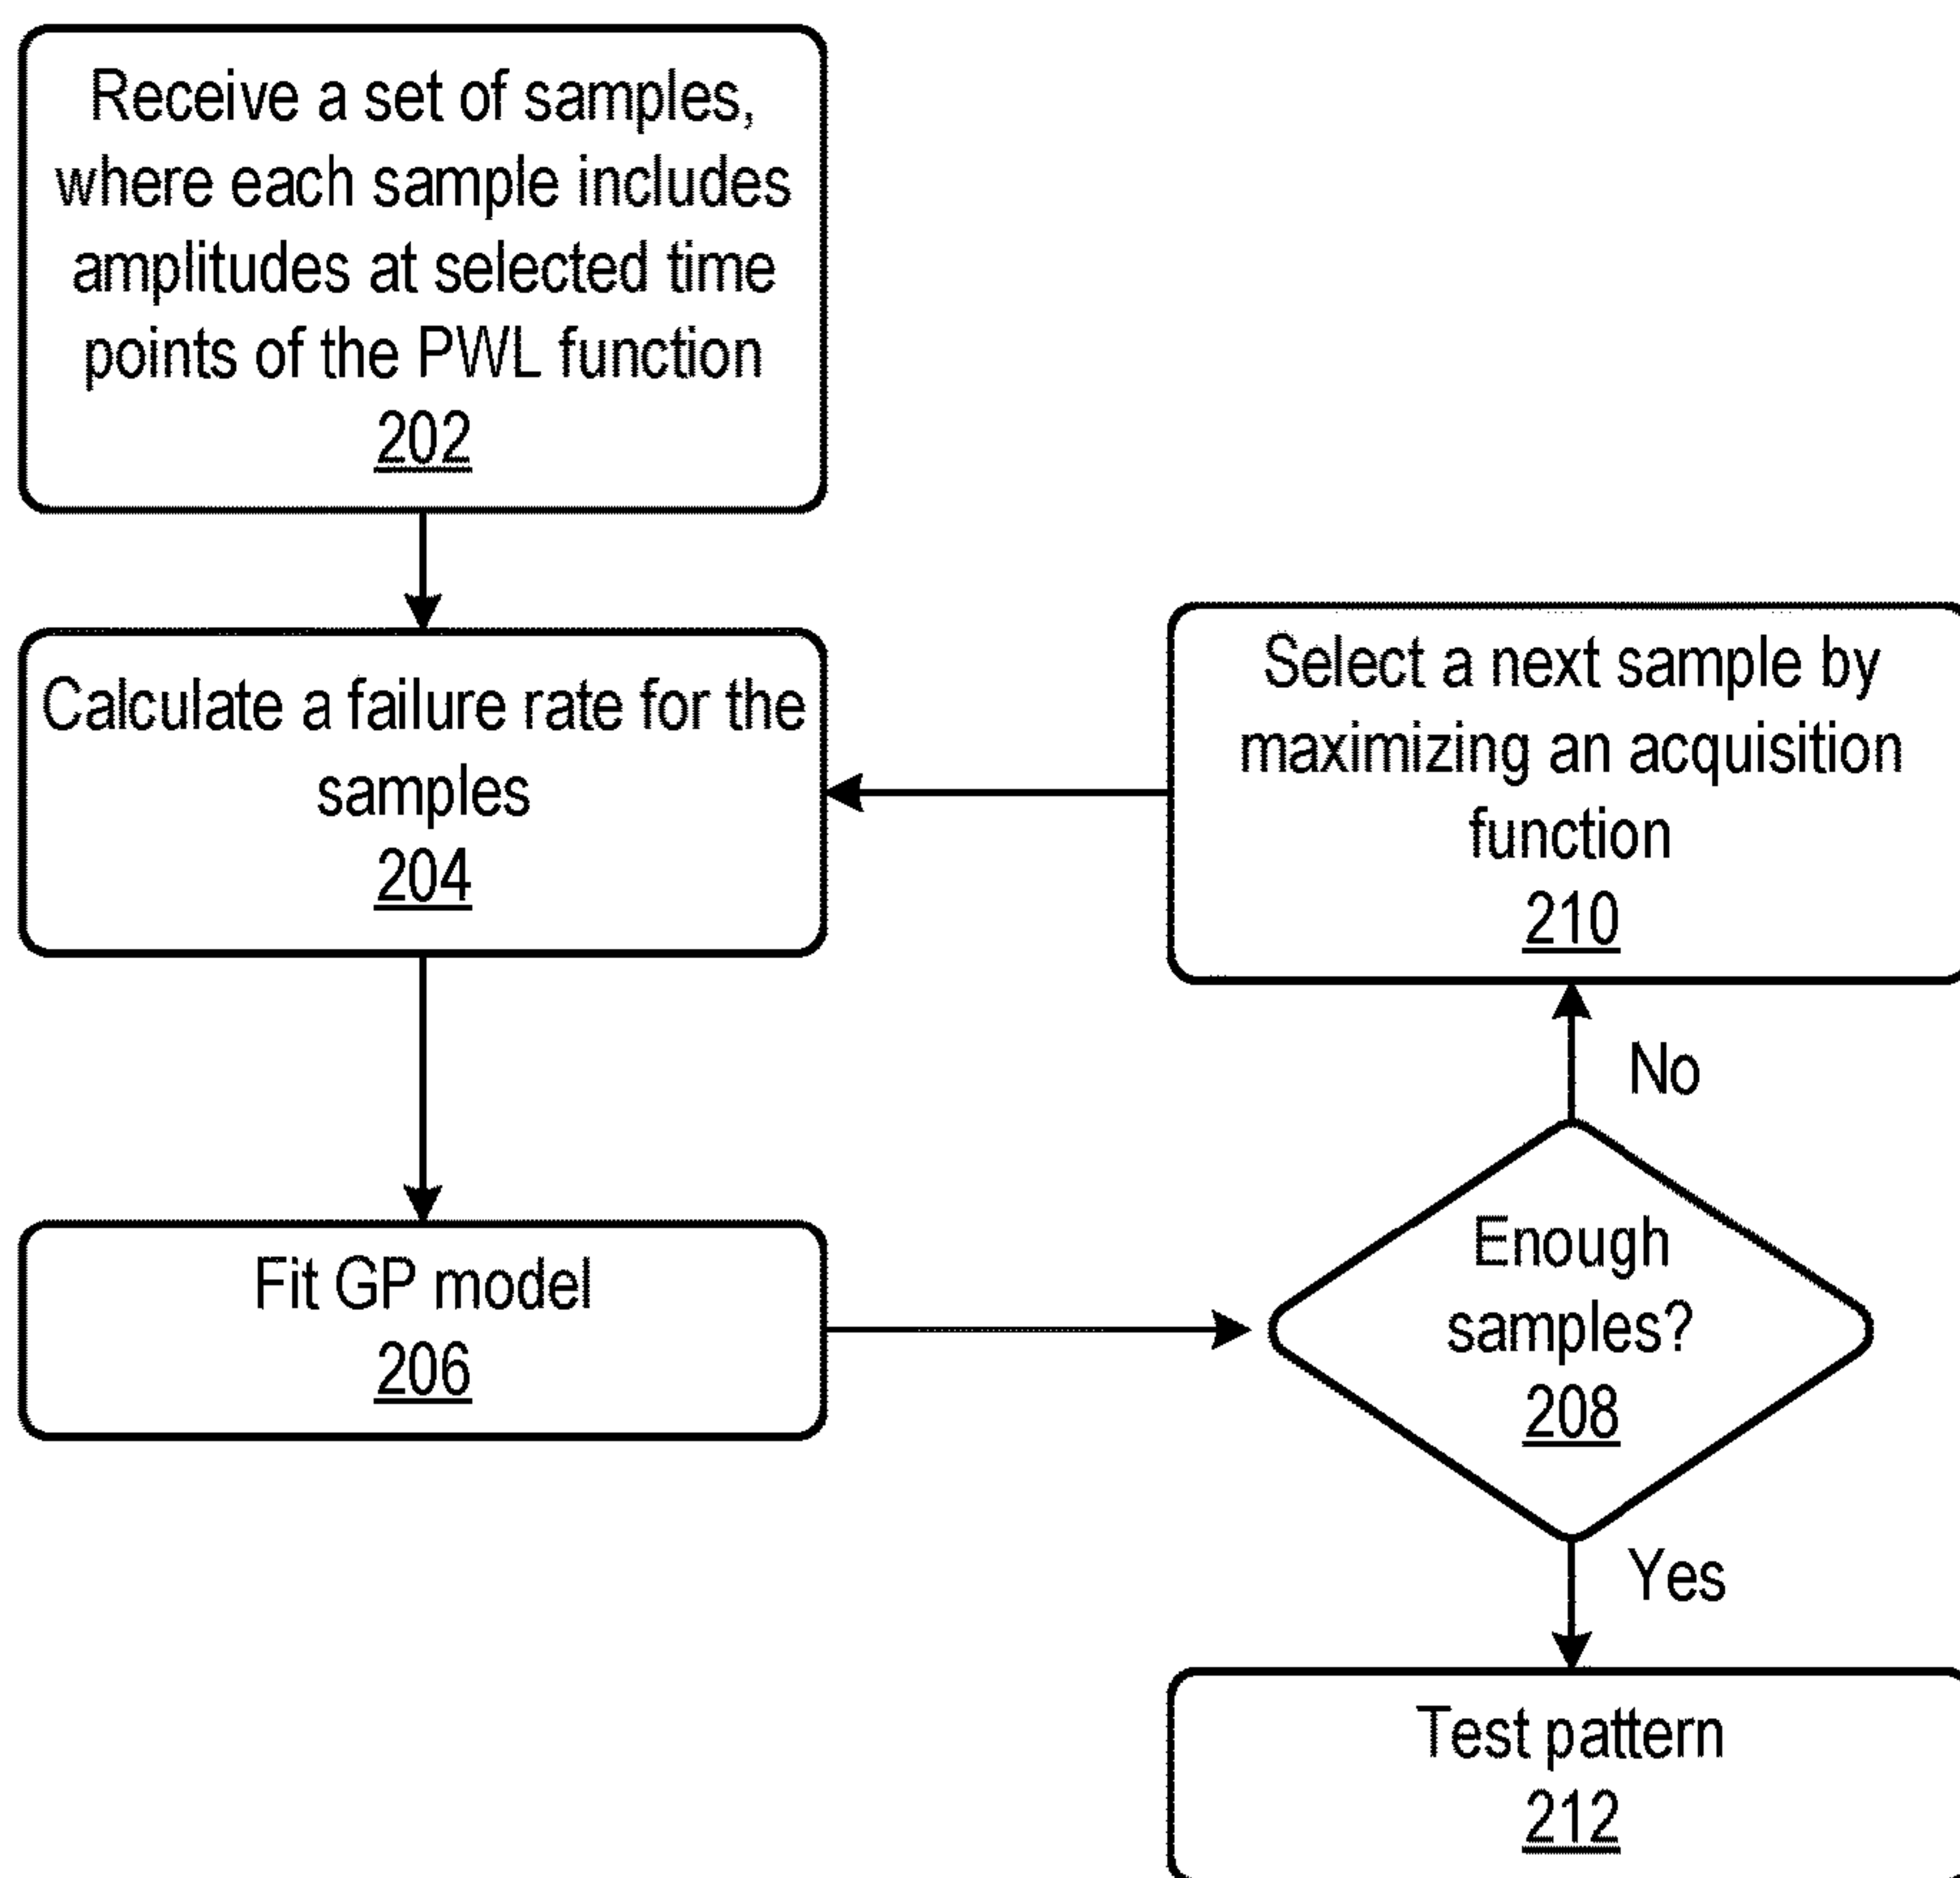 Receive a set of samples,
where each sample includes
amplitudes at selected time
points of the PWL function
202
Calculate a failure rate for the
samples
204
Fit GP model
206
Enough
samples?
208
No
Select a next sample by
maximizing an acquisition
function
210
Yes
Test pattern
212